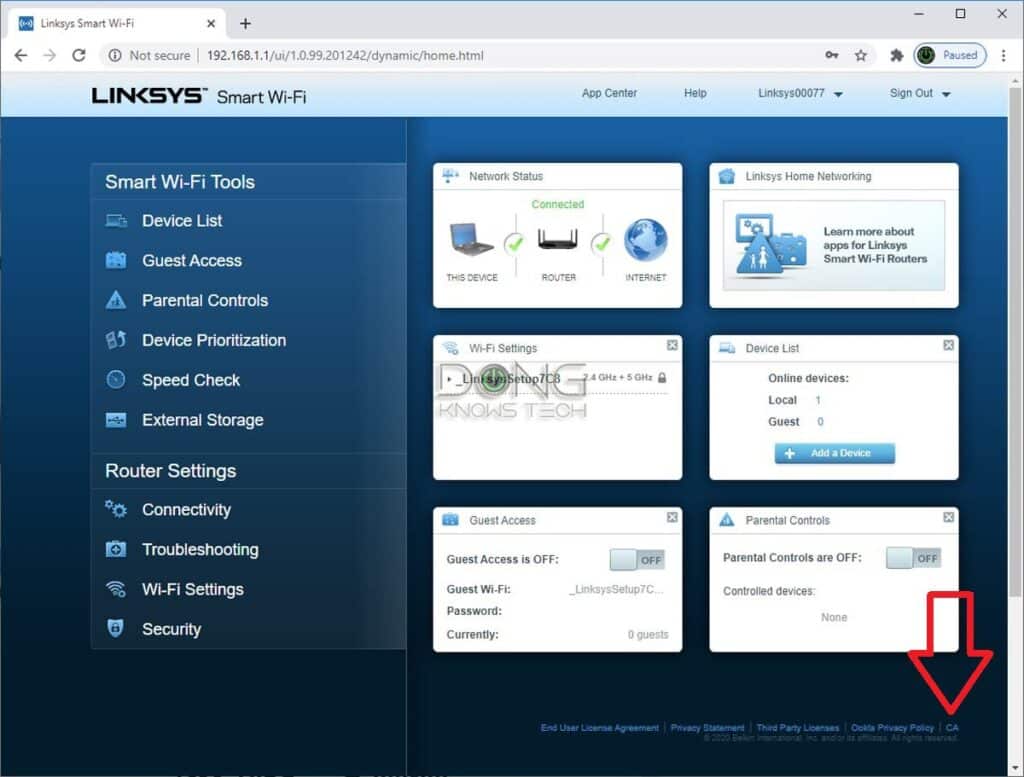 Linksys Smart Wi-Fi
Not secure
192.168.1.1/ui/1.0.99.201242/dynamic/home.html
Paused
LINKSYS™ Smart Wi-Fi
App Center
Help
Linksys00077
Sign Out
Smart Wi-Fi Tools
Device List
Guest Access
Parental Controls
Device Prioritization
Speed Check
External Storage
Router Settings
Connectivity
Troubleshooting
Wi-Fi Settings
Security
Network Status
Connected
THIS DEVICE
ROUTER
INTERNET
Linksys Home Networking
Learn more about
apps for Linksys
Smart Wi-Fi Routers
Wi-Fi Settings
_LinksysSetup7C8 2.4 GHz + 5 GHz
DONG
KNOWS TECH
Device List
Online devices:
Local 1
Guest 0
Add a Device
Guest Access
Guest Access is OFF: OFF
Guest Wi-Fi: _LinksysSetup7C...
Password:
Currently: 0 guests
Parental Controls
Parental Controls are OFF: OFF
Controlled devices:
None
End User License Agreement | Privacy Statement | Third Party Licenses | Ookla Privacy Policy | CA
© 2020 Belkin International, Inc. and/or its affiliates. All rights reserved.